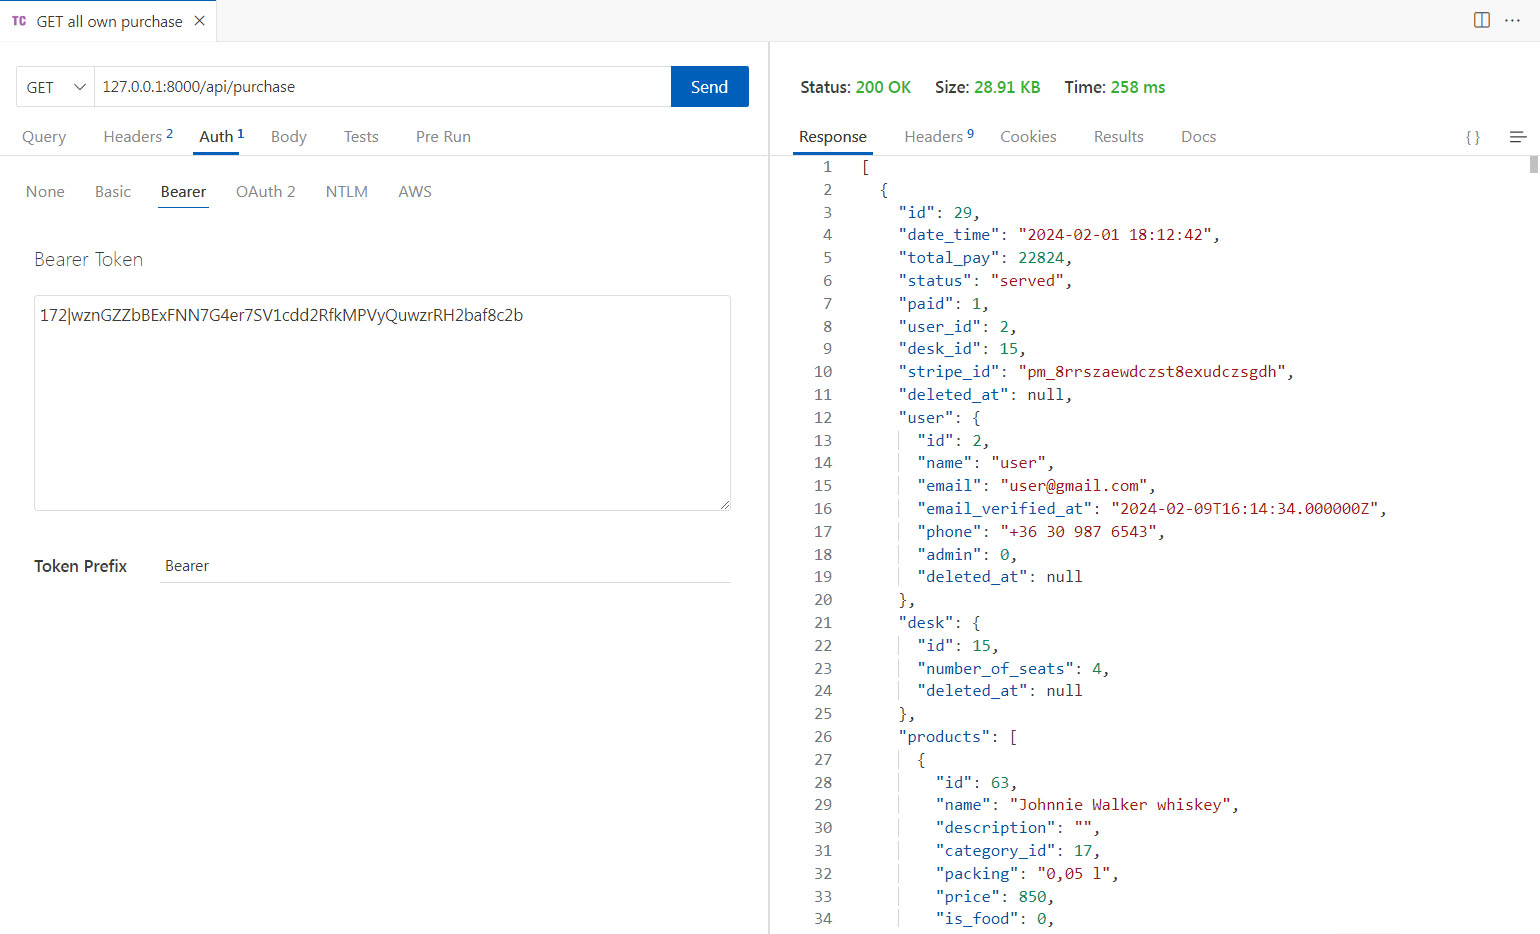 TC GET all own purchase
GET 127.0.0.1:8000/api/purchase Send
Query Headers 2 Auth 1 Body Tests Pre Run
None Basic Bearer OAuth 2 NTLM AWS
Bearer Token
172|wznGZZbBExFNN7G4er7SV1cdd2RfkMPVyQuwzrRH2baf8c2b
Token Prefix Bearer
Status: 200 OK Size: 28.91 KB Time: 258 ms
Response Headers 9 Cookies Results Docs { }
1 [
2 {
3 "id": 29,
4 "date_time": "2024-02-01 18:12:42",
5 "total_pay": 22824,
6 "status": "served",
7 "paid": 1,
8 "user_id": 2,
9 "desk_id": 15,
10 "stripe_id": "pm_8rrszaewdczst8exudczsgdh",
11 "deleted_at": null,
12 "user": {
13 "id": 2,
14 "name": "user",
15 "email": "user@gmail.com",
16 "email_verified_at": "2024-02-09T16:14:34.000000Z",
17 "phone": "+36 30 987 6543",
18 "admin": 0,
19 "deleted_at": null
20 },
21 "desk": {
22 "id": 15,
23 "number_of_seats": 4,
24 "deleted_at": null
25 },
26 "products": [
27 {
28 "id": 63,
29 "name": "Johnnie Walker whiskey",
30 "description": "",
31 "category_id": 17,
32 "packing": "0,05 l",
33 "price": 850,
34 "is_food": 0,